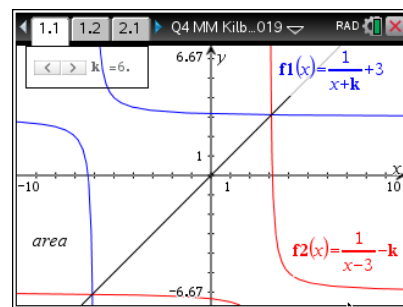 1.1 1.2 2.1 Q4 MM Kilb...019 RAD
6.67 y
k =6.
f1(x)=1/(x+k)+3
1
x
-10 1 10
area
f2(x)=1/(x-3)-k
-6.67